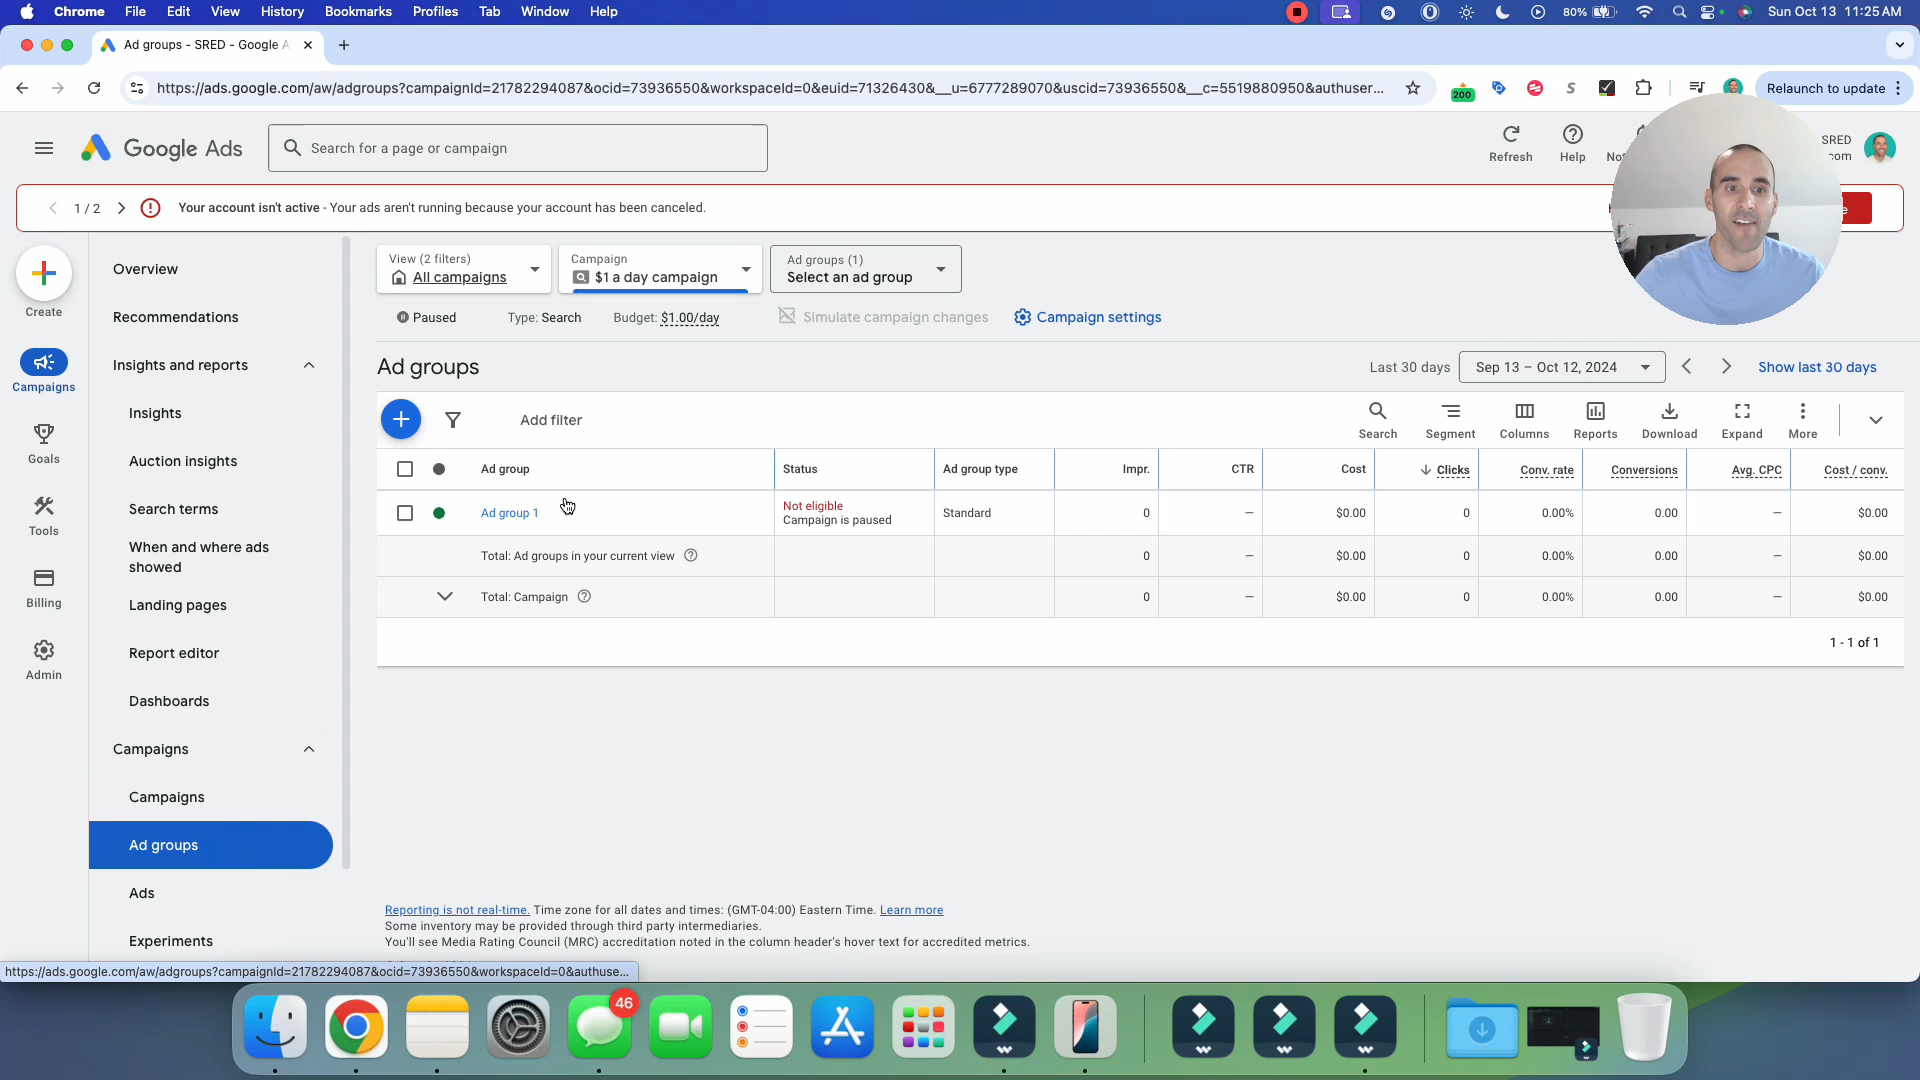 Chrome File Edit View History Bookmarks Profiles Tab Window Help
80% Sun Oct 13 11:25 AM
Ad groups - SRED - Google A
https://ads.google.com/aw/adgroups?campaignId=21782294087&ocid=73936550&workspaceId=0&euid=71326430&__u=6777289070&uscid=73936550&__c=5519880950&authuser...
200
Relaunch to update
Google Ads
Search for a page or campaign
Refresh
Help
SRED
.com
1 / 2
Your account isn't active - Your ads aren't running because your account has been canceled.
Create
Campaigns
Goals
Tools
Billing
Admin
Overview
Recommendations
Insights and reports
Insights
Auction insights
Search terms
When and where ads
showed
Landing pages
Report editor
Dashboards
Campaigns
Campaigns
Ad groups
Ads
Experiments
View (2 filters)
All campaigns
Campaign
$1 a day campaign
Ad groups (1)
Select an ad group
Paused
Type: Search
Budget: $1.00/day
Simulate campaign changes
Campaign settings
Ad groups
Last 30 days
Sep 13 – Oct 12, 2024
Show last 30 days
Add filter
Search
Segment
Columns
Reports
Download
Expand
More
Ad group Status Ad group type Impr. CTR Cost Clicks Conv. rate Conversions Avg. CPC Cost / conv.
Ad group 1 Not eligible Standard 0 – $0.00 0 0.00% 0.00 – $0.00
Campaign is paused
Total: Ad groups in your current view 0 – $0.00 0 0.00% 0.00 – $0.00
Total: Campaign 0 – $0.00 0 0.00% 0.00 – $0.00
1 - 1 of 1
Reporting is not real-time. Time zone for all dates and times: (GMT-04:00) Eastern Time. Learn more
Some inventory may be provided through third party intermediaries.
You'll see Media Rating Council (MRC) accreditation noted in the column header's hover text for accredited metrics.
https://ads.google.com/aw/adgroups?campaignId=21782294087&ocid=73936550&workspaceId=0&authuse...
46